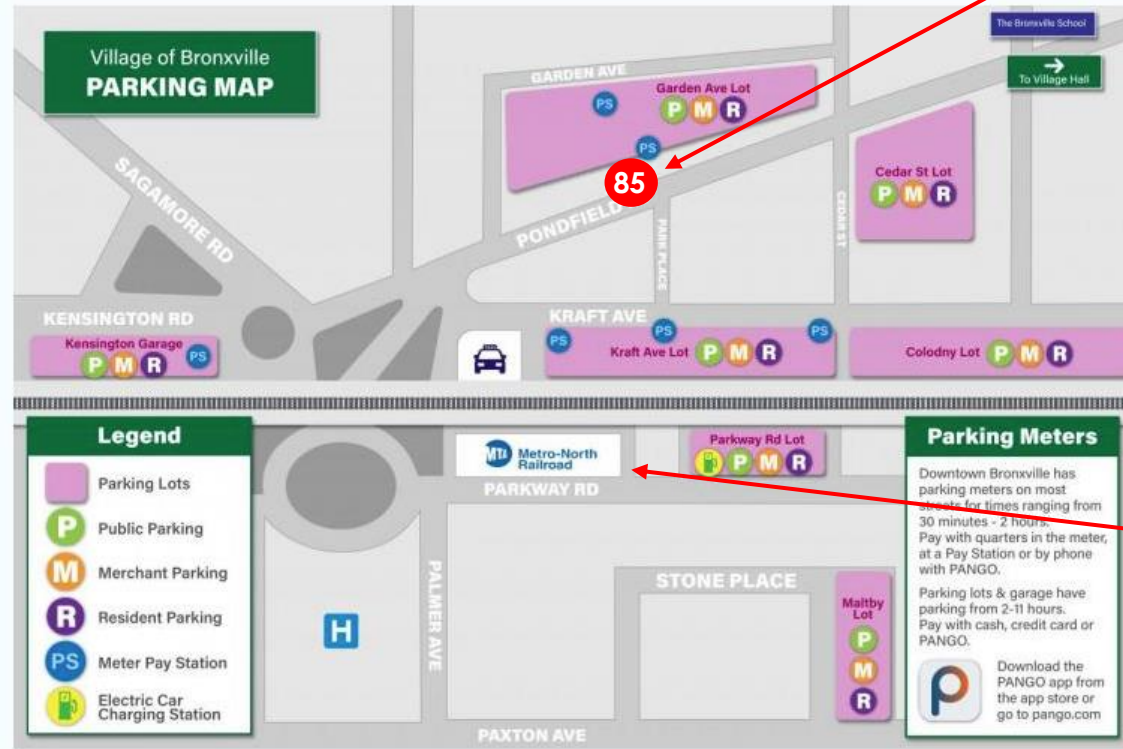 Village of Bronxville
PARKING MAP
The Bronxville School
To Village Hall
GARDEN AVE
Garden Ave Lot
P M R
PS
PS
85
Cedar St Lot
P M R
SAGAMORE RD
PONDFIELD
PARK PLACE
CEDAR ST
KENSINGTON RD
KRAFT AVE
Kensington Garage
P M R
PS
PS
PS
PS
Kraft Ave Lot P M R
Colodny Lot P M R
MTA Metro-North
Railroad
Parkway Rd Lot
P M R
PARKWAY RD
PALMER AVE
STONE PLACE
Maltby
Lot
P
M
R
H
PAXTON AVE
Legend
Parking Lots
P Public Parking
M Merchant Parking
R Resident Parking
PS Meter Pay Station
Electric Car
Charging Station
Parking Meters
Downtown Bronxville has
parking meters on most
streets for times ranging from
30 minutes - 2 hours.
Pay with quarters in the meter,
at a Pay Station or by phone
with PANGO.
Parking lots & garage have
parking from 2-11 hours.
Pay with cash, credit card or
PANGO.
Download the
PANGO app from
the app store or
go to pango.com